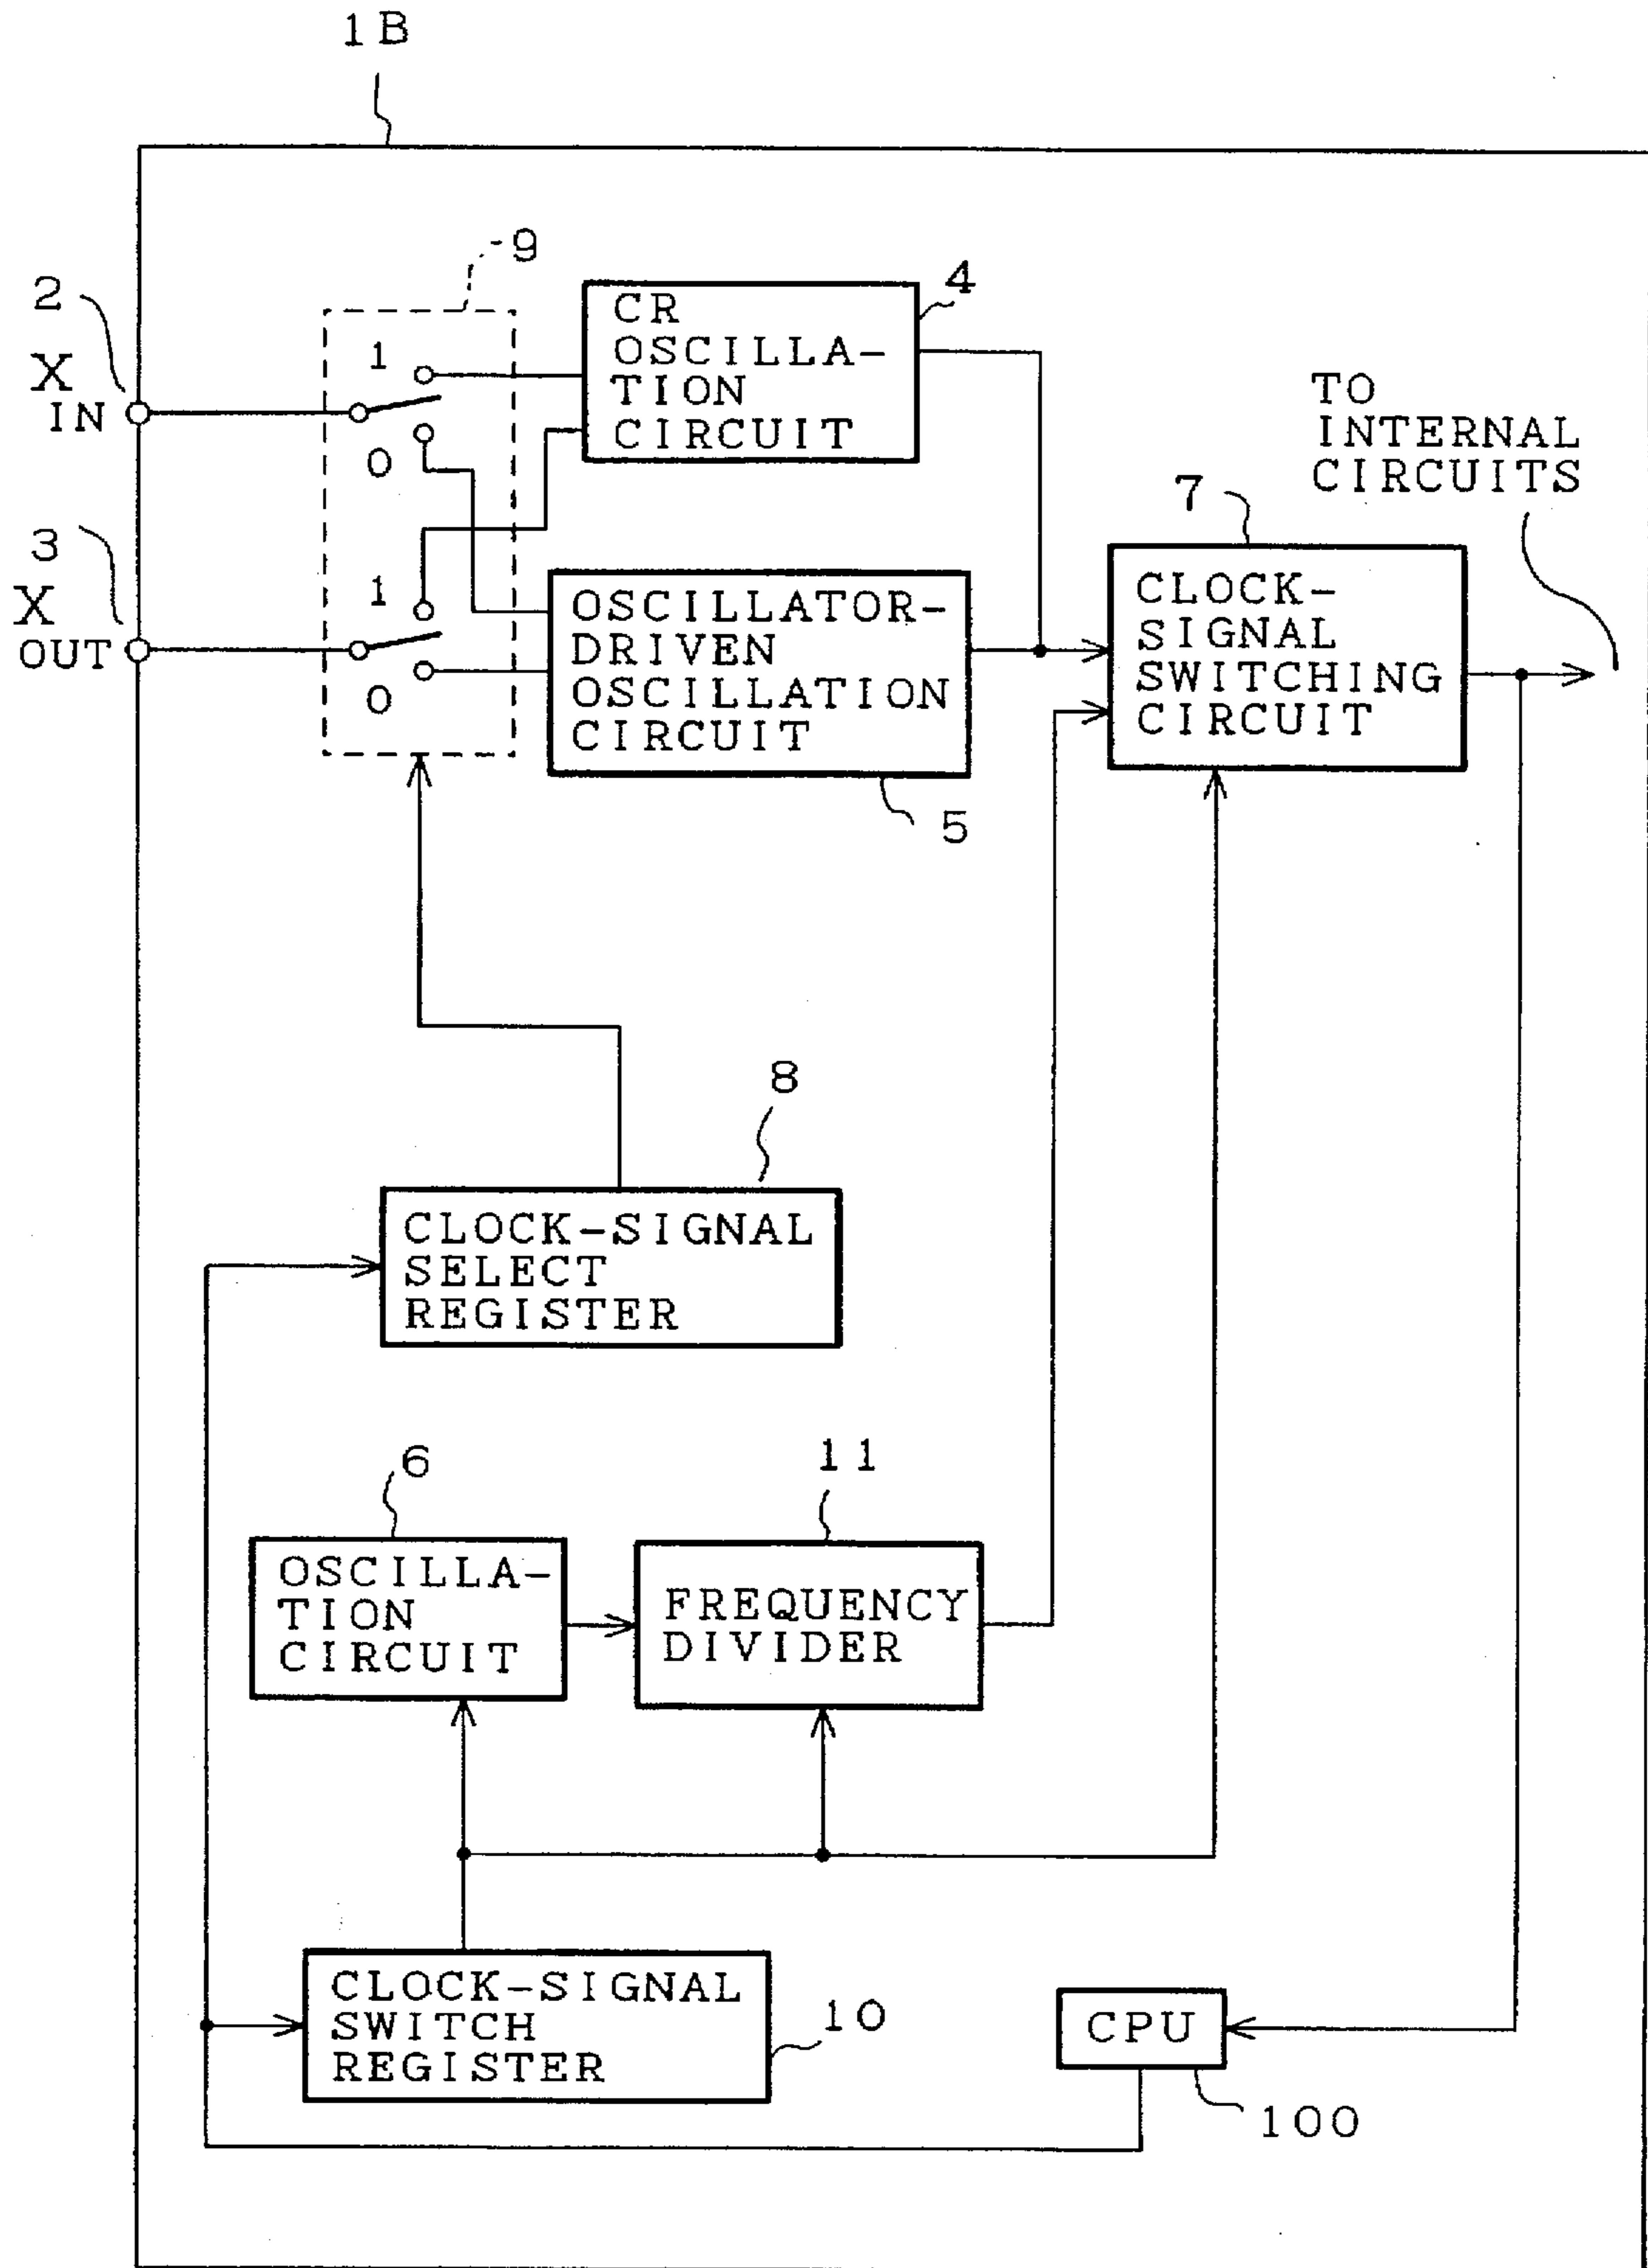 1B
9
2
X
IN
1
0
CR
OSCILLA-
TION
CIRCUIT
4
TO
INTERNAL
CIRCUITS
3
X
OUT
1
0
OSCILLATOR-
DRIVEN
OSCILLATION
CIRCUIT
5
7
CLOCK-
SIGNAL
SWITCHING
CIRCUIT
8
CLOCK-SIGNAL
SELECT
REGISTER
6
OSCILLA-
TION
CIRCUIT
11
FREQUENCY
DIVIDER
CLOCK-SIGNAL
SWITCH
REGISTER
10
CPU
100